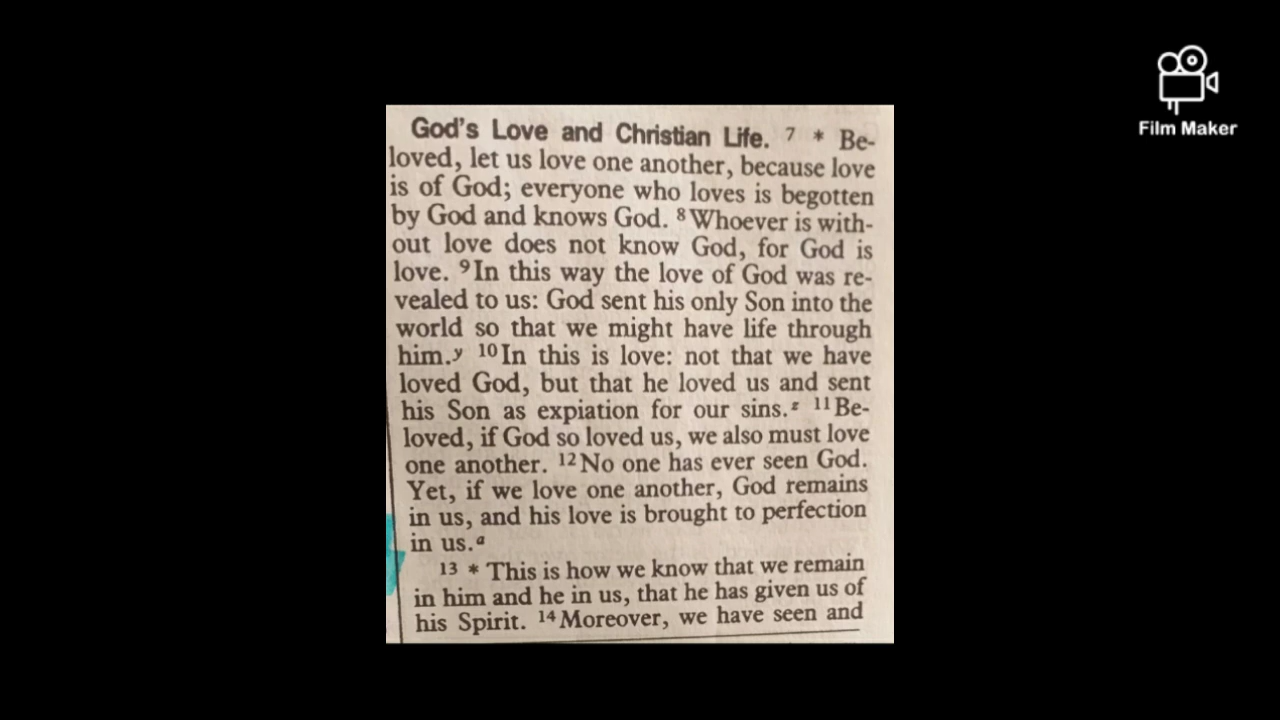 God's Love and Christian Life. 7 * Be-
loved, let us love one another, because love
is of God; everyone who loves is begotten
by God and knows God. 8 Whoever is with-
out love does not know God, for God is
love. 9 In this way the love of God was re-
vealed to us: God sent his only Son into the
world so that we might have life through
him.y 10 In this is love: not that we have
loved God, but that he loved us and sent
his Son as expiation for our sins.z 11 Be-
loved, if God so loved us, we also must love
one another. 12 No one has ever seen God.
Yet, if we love one another, God remains
in us, and his love is brought to perfection
in us.a
13 * This is how we know that we remain
in him and he in us, that he has given us of
his Spirit. 14 Moreover, we have seen and
Film Maker